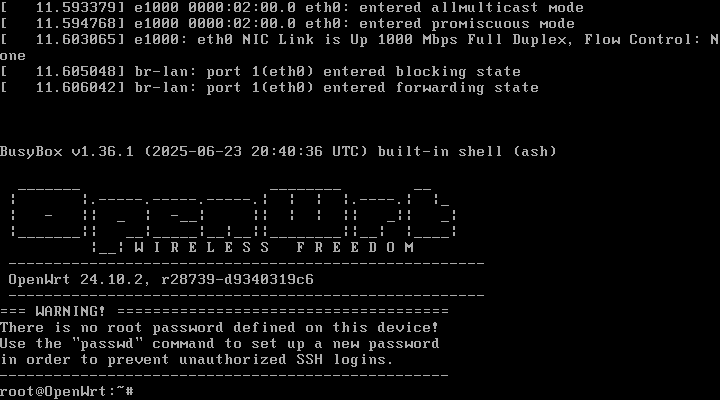 [   11.593379] e1000 0000:02:00.0 eth0: entered allmulticast mode
[   11.594768] e1000 0000:02:00.0 eth0: entered promiscuous mode
[   11.603065] e1000: eth0 NIC Link is Up 1000 Mbps Full Duplex, Flow Control: N
one
[   11.605048] br-lan: port 1(eth0) entered blocking state
[   11.606042] br-lan: port 1(eth0) entered forwarding state
BusyBox v1.36.1 (2025-06-23 20:40:36 UTC) built-in shell (ash)
OpenWrt
W I R E L E S S   F R E E D O M
-----------------------------------------------------
OpenWrt 24.10.2, r28739-d9340319c6
-----------------------------------------------------
=== WARNING! =====================================
There is no root password defined on this device!
Use the "passwd" command to set up a new password
in order to prevent unauthorized SSH logins.
--------------------------------------------------
root@OpenWrt:~#